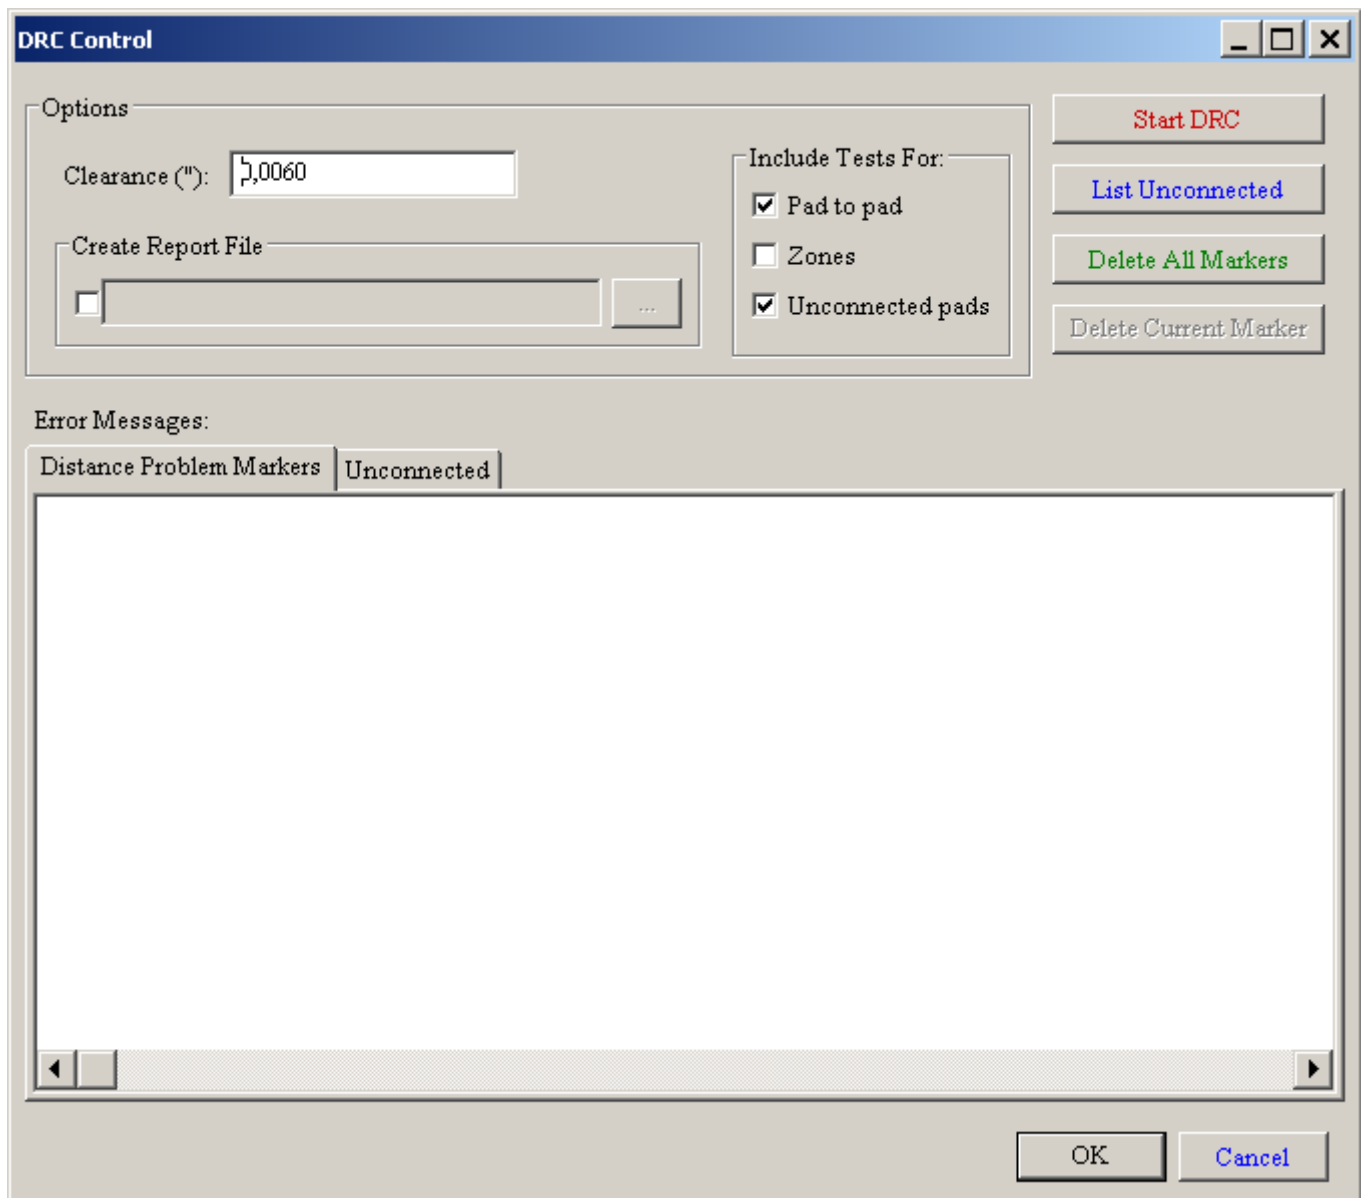 DRC Control
Options
Clearance ("):
,0060
Create Report File
...
Include Tests For:
Pad to pad
Zones
Unconnected pads
Start DRC
List Unconnected
Delete All Markers
Delete Current Marker
Error Messages:
Distance Problem Markers
Unconnected
OK
Cancel